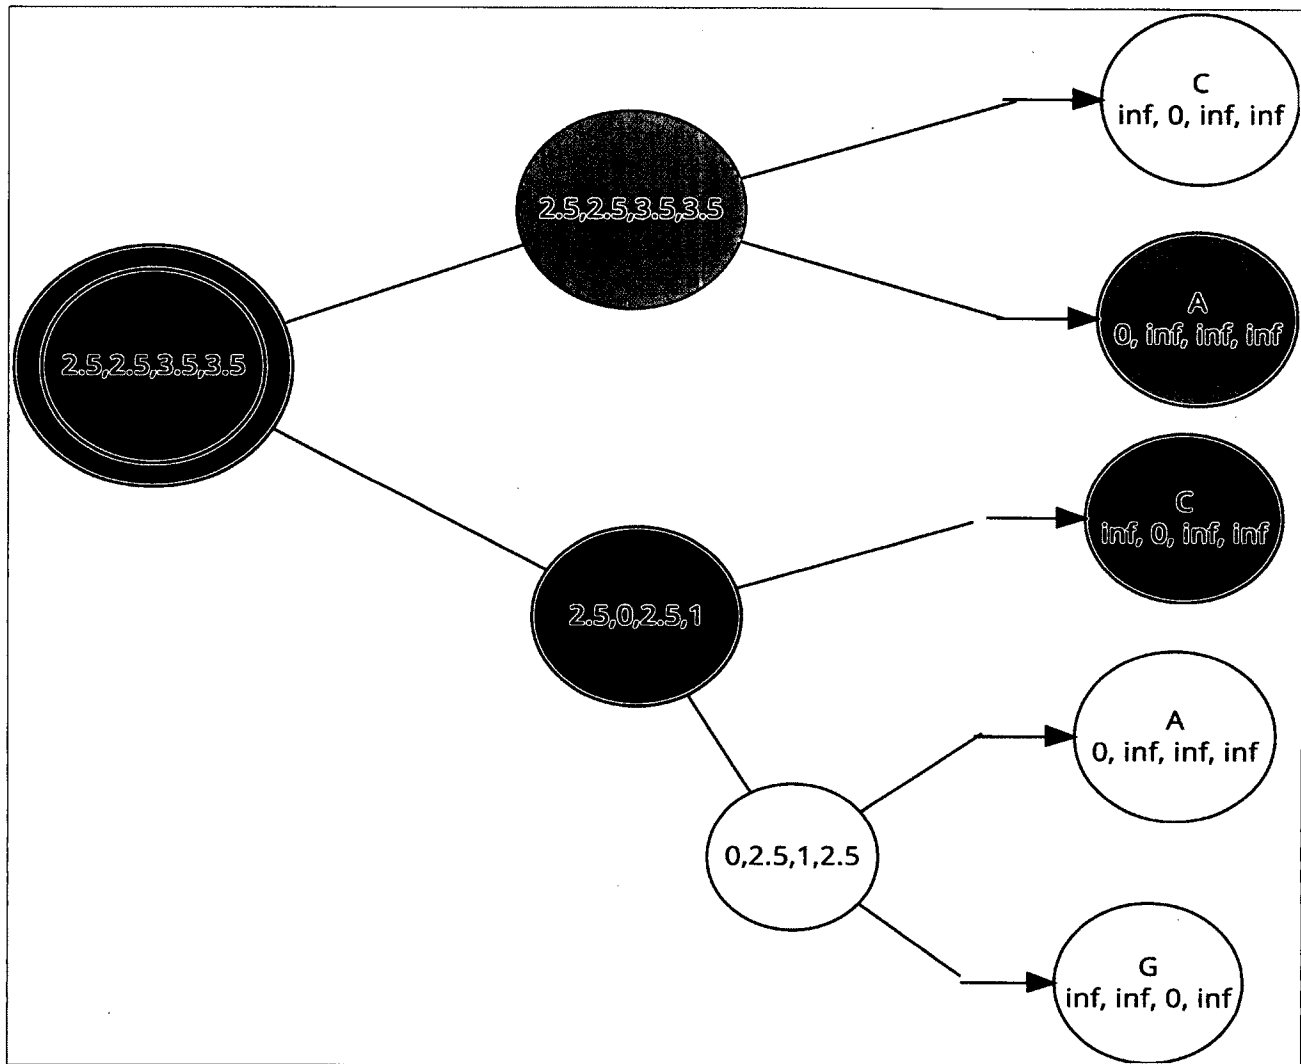 C
inf, 0, inf, inf
2.5,2.5,3.5,3.5
A
0, inf, inf, inf
2.5,2.5,3.5,3.5
C
inf, 0, inf, inf
2.5,0,2.5,1
A
0, inf, inf, inf
0,2.5,1,2.5
G
inf, inf, 0, inf